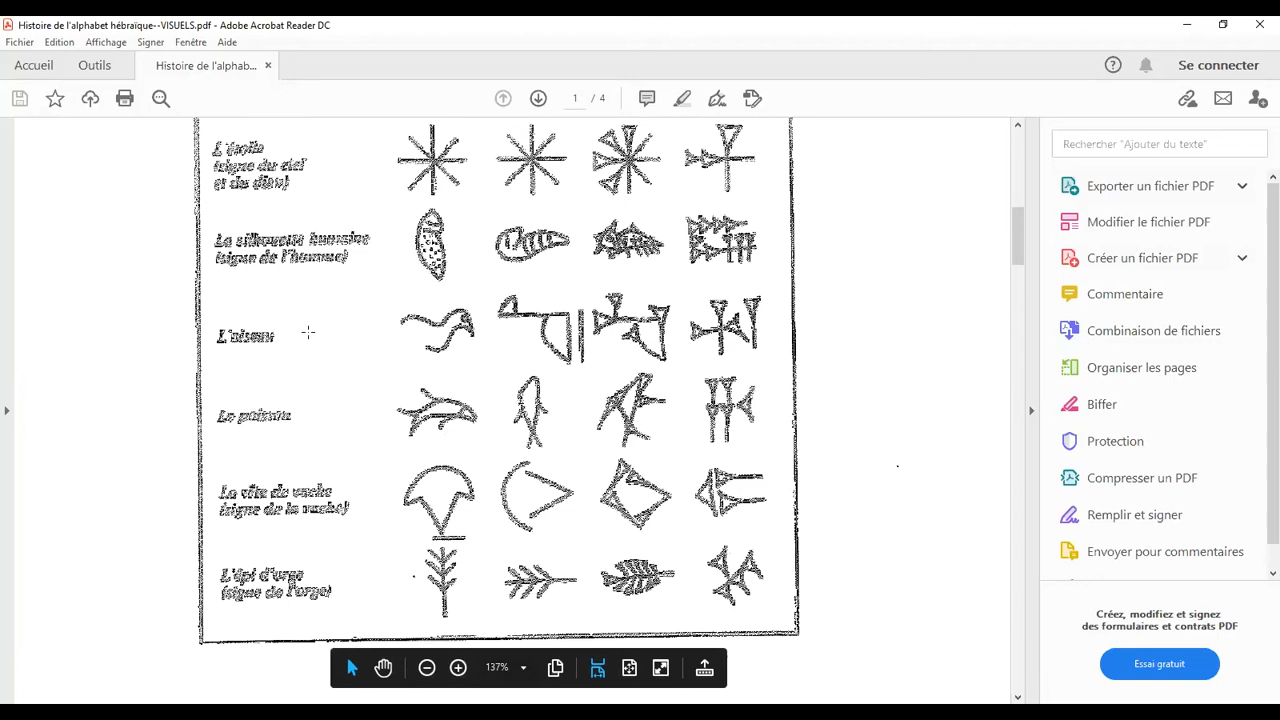 Histoire de l'alphabet hébraïque--VISUELS.pdf - Adobe Acrobat Reader DC
Fichier Edition Affichage Signer Fenêtre Aide
Accueil Outils Histoire de l'alphab... Se connecter
1 / 4
L'étoile
(signe du ciel
et du dieu)
La silhouette humaine
(signe de l'homme)
L'oiseau
Le poisson
La tête de vache
(signe de la vache)
L'épi d'orge
(signe de l'orge)
137%
Rechercher "Ajouter du texte"
Exporter un fichier PDF
Modifier le fichier PDF
Créer un fichier PDF
Commentaire
Combinaison de fichiers
Organiser les pages
Biffer
Protection
Compresser un PDF
Remplir et signer
Envoyer pour commentaires
Créez, modifiez et signez
des formulaires et contrats PDF
Essai gratuit